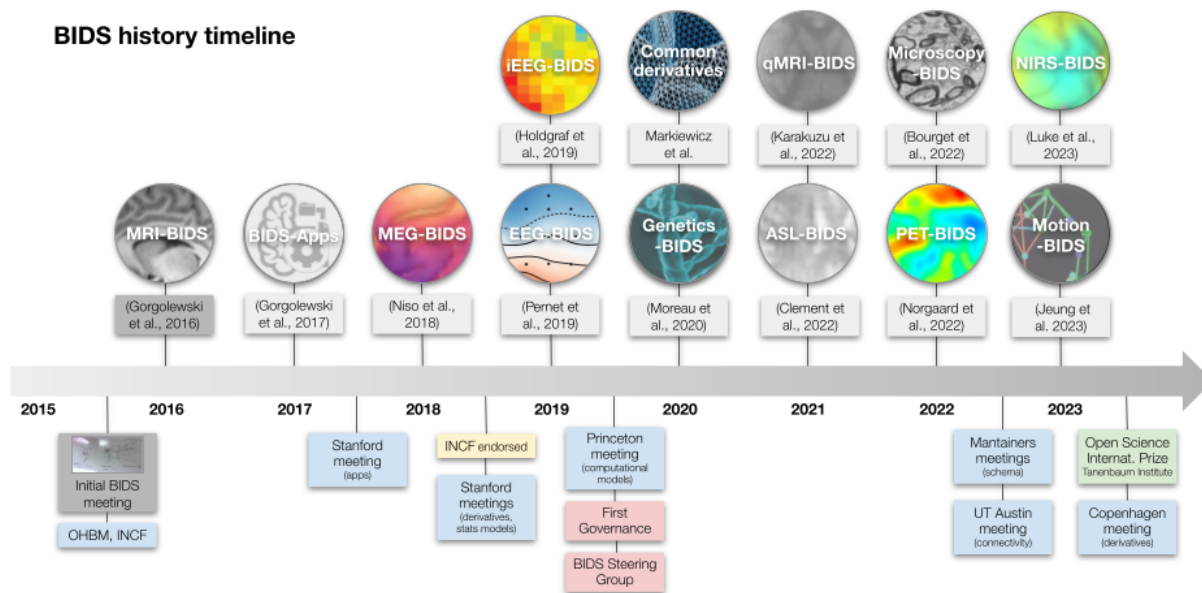 BIDS history timeline
iEEG-BIDS
Common
derivatives
qMRI-BIDS
Microscopy
-BIDS
NIRS-BIDS
(Holdgraf et
al., 2019)
Markiewicz
et al.
(Karakuzu et
al., 2022)
(Bourget et
al., 2022)
(Luke et al.,
2023)
MRI-BIDS
BIDS-Apps
MEG-BIDS
EEG-BIDS
Genetics
-BIDS
ASL-BIDS
PET-BIDS
Motion
-BIDS
(Gorgolewski
et al., 2016)
(Gorgolewski
et al., 2017)
(Niso et al.,
2018)
(Pernet et
al., 2019)
(Moreau et
al., 2020)
(Clement et
al., 2022)
(Norgaard et
al., 2022)
(Jeung et
al. 2023)
2015
2016
2017
2018
2019
2020
2021
2022
2023
Initial BIDS
meeting
OHBM, INCF
Stanford
meeting
(apps)
INCF endorsed
Stanford
meetings
(derivatives,
stats models)
Princeton
meeting
(computational
models)
First
Governance
BIDS Steering
Group
Mantainers
meetings
(schema)
UT Austin
meeting
(connectivity)
Open Science
Internat. Prize
Tanenbaum Institute
Copenhagen
meeting
(derivatives)